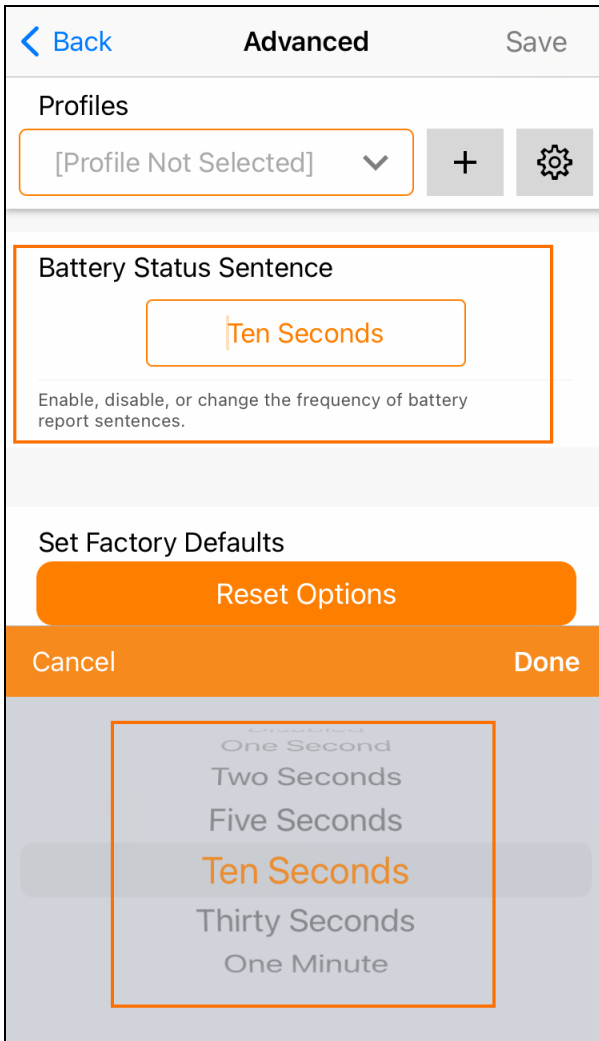 Back
Advanced
Save
Profiles
[Profile Not Selected]
Battery Status Sentence
Ten Seconds
Enable, disable, or change the frequency of battery
report sentences.
Set Factory Defaults
Reset Options
Cancel
Done
One Second
Two Seconds
Five Seconds
Ten Seconds
Thirty Seconds
One Minute